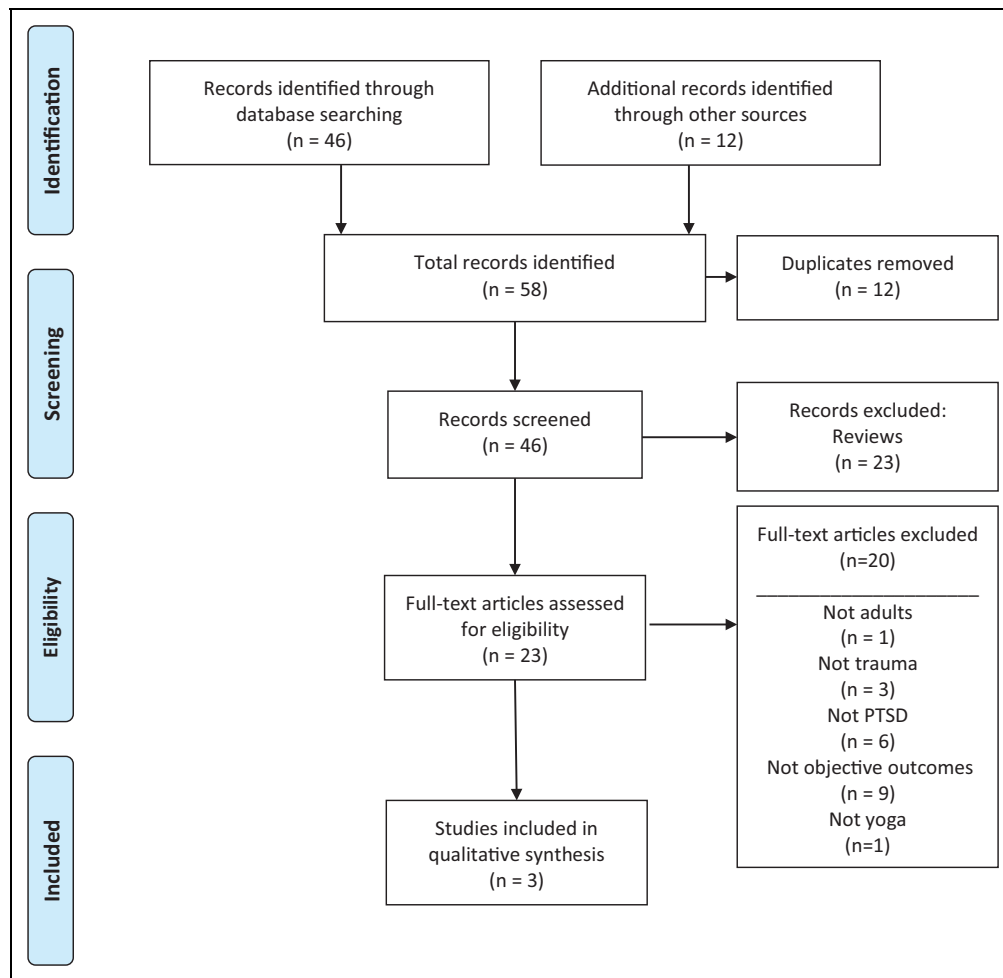 Identification
Records identified through
database searching
(n = 46)
Additional records identified
through other sources
(n = 12)
Total records identified
(n = 58)
Duplicates removed
(n = 12)
Screening
Records screened
(n = 46)
Records excluded:
Reviews
(n = 23)
Eligibility
Full-text articles assessed
for eligibility
(n = 23)
Full-text articles excluded
(n=20)
Not adults
(n = 1)
Not trauma
(n = 3)
Not PTSD
(n = 6)
Not objective outcomes
(n = 9)
Not yoga
(n=1)
Included
Studies included in
qualitative synthesis
(n = 3)